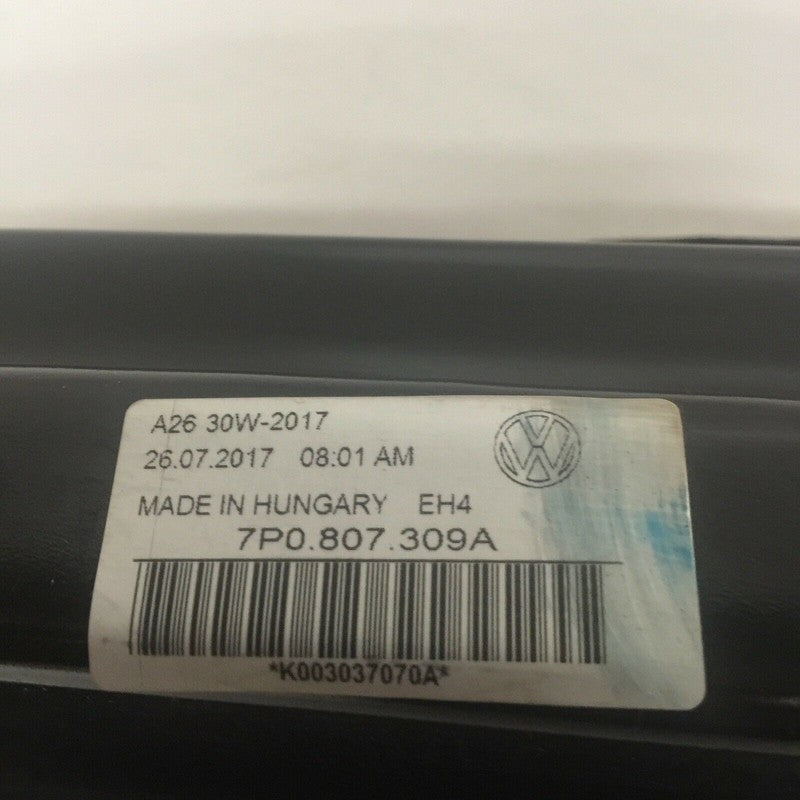 A26 30W-2017
26.07.2017 08:01 AM
MADE IN HUNGARY EH4
7P0.807.309A
*K003037070A*